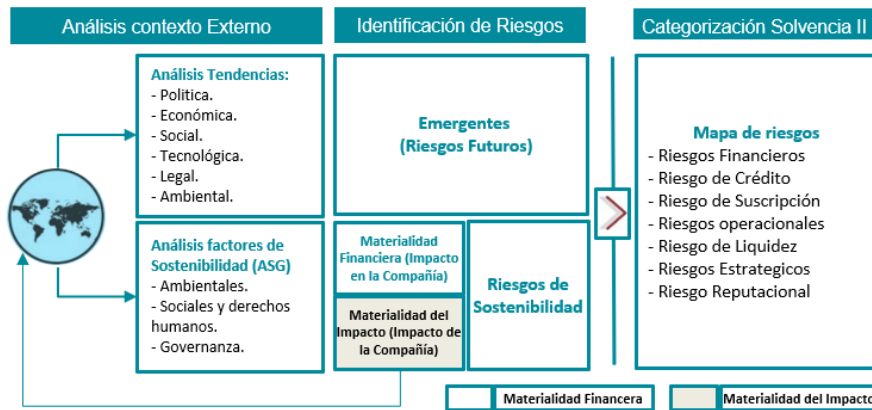 Análisis contexto Externo
Identificación de Riesgos
Categorización Solvencia II
Análisis Tendencias:
- Politica.
- Económica.
- Social.
- Tecnológica.
- Legal.
- Ambiental.
Emergentes
(Riesgos Futuros)
Mapa de riesgos
- Riesgos Financieros
- Riesgo de Crédito
- Riesgo de Suscripción
- Riesgos operacionales
- Riesgo de Liquidez
- Riesgos Estrategicos
- Riesgo Reputacional
Análisis factores de
Sostenibilidad (ASG)
- Ambientales.
- Sociales y derechos
humanos.
- Governanza.
Materialidad
Financiera (Impacto
en la Compañía)
Materialidad del
Impacto (Impacto de
la Compañía)
Riesgos de
Sostenibilidad
Materialidad Financera
Materialidad del Impacto